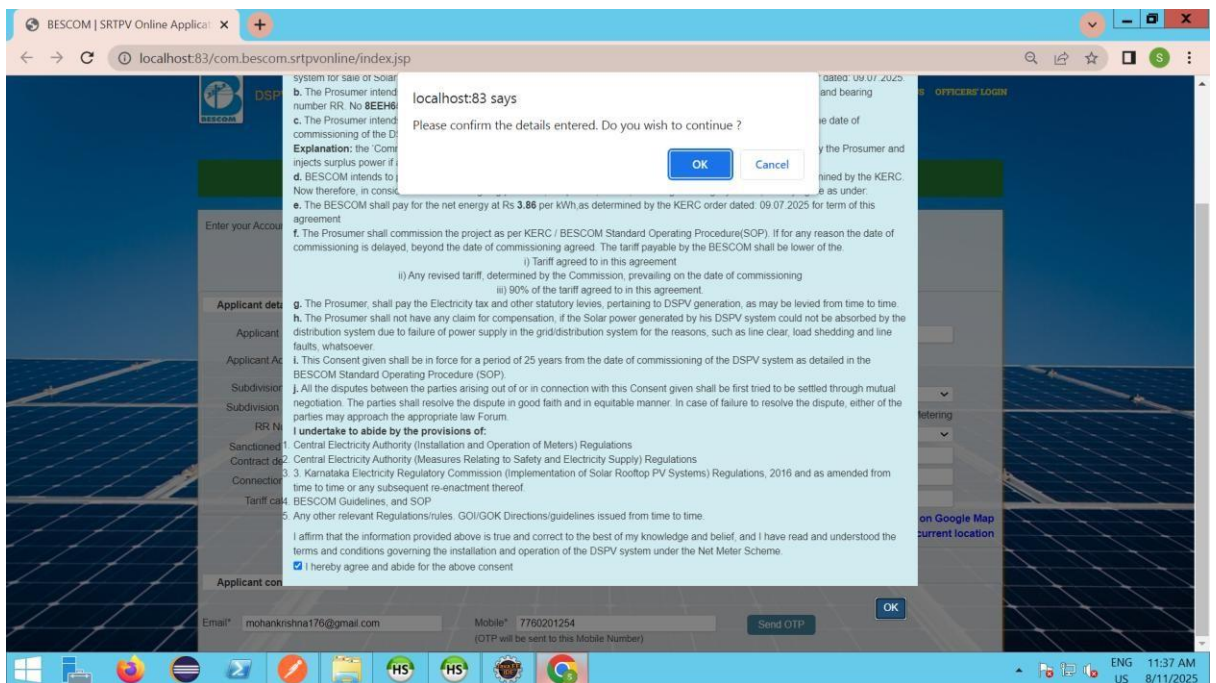 BESCOM | SRTPV Online Applicat
localhost:83/com.bescom.srtpvonline/index.jsp
S
BESCOM
DSP
S OFFICERS' LOGIN
localhost:83 says
Please confirm the details entered. Do you wish to continue ?
OK
Cancel
system for sale of Solar
dated: 09.07.2025.
b. The Prosumer intend
and bearing
number RR. No 8EEH6
c. The Prosumer intend
e date of
commissioning of the D
Explanation: the 'Comm
y the Prosumer and
injects surplus power if a
d. BESCOM intends to p
mined by the KERC.
Now therefore, in consid
e as under:
e. The BESCOM shall pay for the net energy at Rs 3.86 per kWh,as determined by the KERC order dated: 09.07.2025 for term of this
agreement
f. The Prosumer shall commission the project as per KERC / BESCOM Standard Operating Procedure(SOP). If for any reason the date of
commissioning is delayed, beyond the date of commissioning agreed. The tariff payable by the BESCOM shall be lower of the.
i) Tariff agreed to in this agreement
ii) Any revised tariff, determined by the Commission, prevailing on the date of commissioning
iii) 90% of the tariff agreed to in this agreement.
g. The Prosumer, shall pay the Electricity tax and other statutory levies, pertaining to DSPV generation, as may be levied from time to time.
h. The Prosumer shall not have any claim for compensation, if the Solar power generated by his DSPV system could not be absorbed by the
distribution system due to failure of power supply in the grid/distribution system for the reasons, such as line clear, load shedding and line
faults, whatsoever.
i. This Consent given shall be in force for a period of 25 years from the date of commissioning of the DSPV system as detailed in the
BESCOM Standard Operating Procedure (SOP).
j. All the disputes between the parties arising out of or in connection with this Consent given shall be first tried to be settled through mutual
negotiation. The parties shall resolve the dispute in good faith and in equitable manner. In case of failure to resolve the dispute, either of the
parties may approach the appropriate law Forum.
I undertake to abide by the provisions of:
1. Central Electricity Authority (Installation and Operation of Meters) Regulations
2. Central Electricity Authority (Measures Relating to Safety and Electricity Supply) Regulations
3. 3. Karnataka Electricity Regulatory Commission (Implementation of Solar Rooftop PV Systems) Regulations, 2016 and as amended from
time to time or any subsequent re-enactment thereof.
4. BESCOM Guidelines, and SOP
5. Any other relevant Regulations/rules. GOI/GOK Directions/guidelines issued from time to time.
I affirm that the information provided above is true and correct to the best of my knowledge and belief, and I have read and understood the
terms and conditions governing the installation and operation of the DSPV system under the Net Meter Scheme.
I hereby agree and abide for the above consent
OK
Enter your Accou
Applicant deta
Applicant
Applicant Ad
Subdivision
Subdivision
Metering
RR N
Sanctioned
Contract de
Connection
Tariff ca
on Google Map
current location
Applicant con
Email* mohankrishna176@gmail.com
Mobile* 7760201254
Send OTP
(OTP will be sent to this Mobile Number)
HS
HS
ENG
US
11:37 AM
8/11/2025